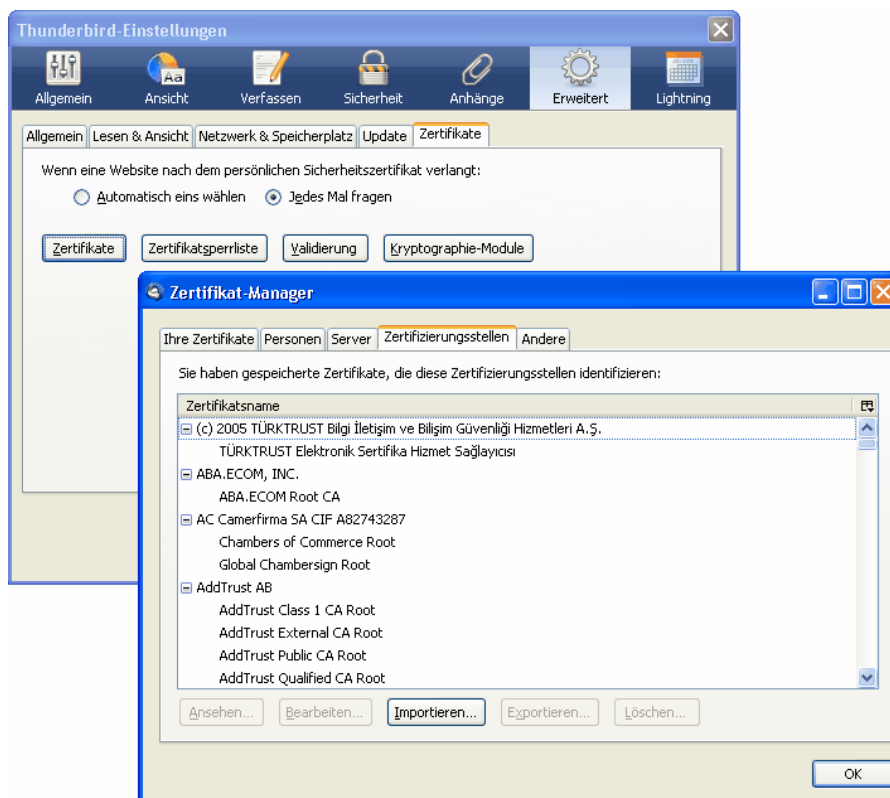 Thunderbird-Einstellungen
Allgemein Ansicht Verfassen Sicherheit Anhänge Erweitert Lightning
Allgemein Lesen & Ansicht Netzwerk & Speicherplatz Update Zertifikate
Wenn eine Website nach dem persönlichen Sicherheitszertifikat verlangt:
Automatisch eins wählen Jedes Mal fragen
Zertifikate Zertifikatsperrliste Validierung Kryptographie-Module
Zertifikat-Manager
Ihre Zertifikate Personen Server Zertifizierungsstellen Andere
Sie haben gespeicherte Zertifikate, die diese Zertifizierungsstellen identifizieren:
Zertifikatsname
(c) 2005 TÜRKTRUST Bilgi İletişim ve Bilişim Güvenliği Hizmetleri A.Ş.
TÜRKTRUST Elektronik Sertifika Hizmet Sağlayıcısı
ABA.ECOM, INC.
ABA.ECOM Root CA
AC Camerfirma SA CIF A82743287
Chambers of Commerce Root
Global Chambersign Root
AddTrust AB
AddTrust Class 1 CA Root
AddTrust External CA Root
AddTrust Public CA Root
AddTrust Qualified CA Root
Ansehen... Bearbeiten... Importieren... Exportieren... Löschen...
OK